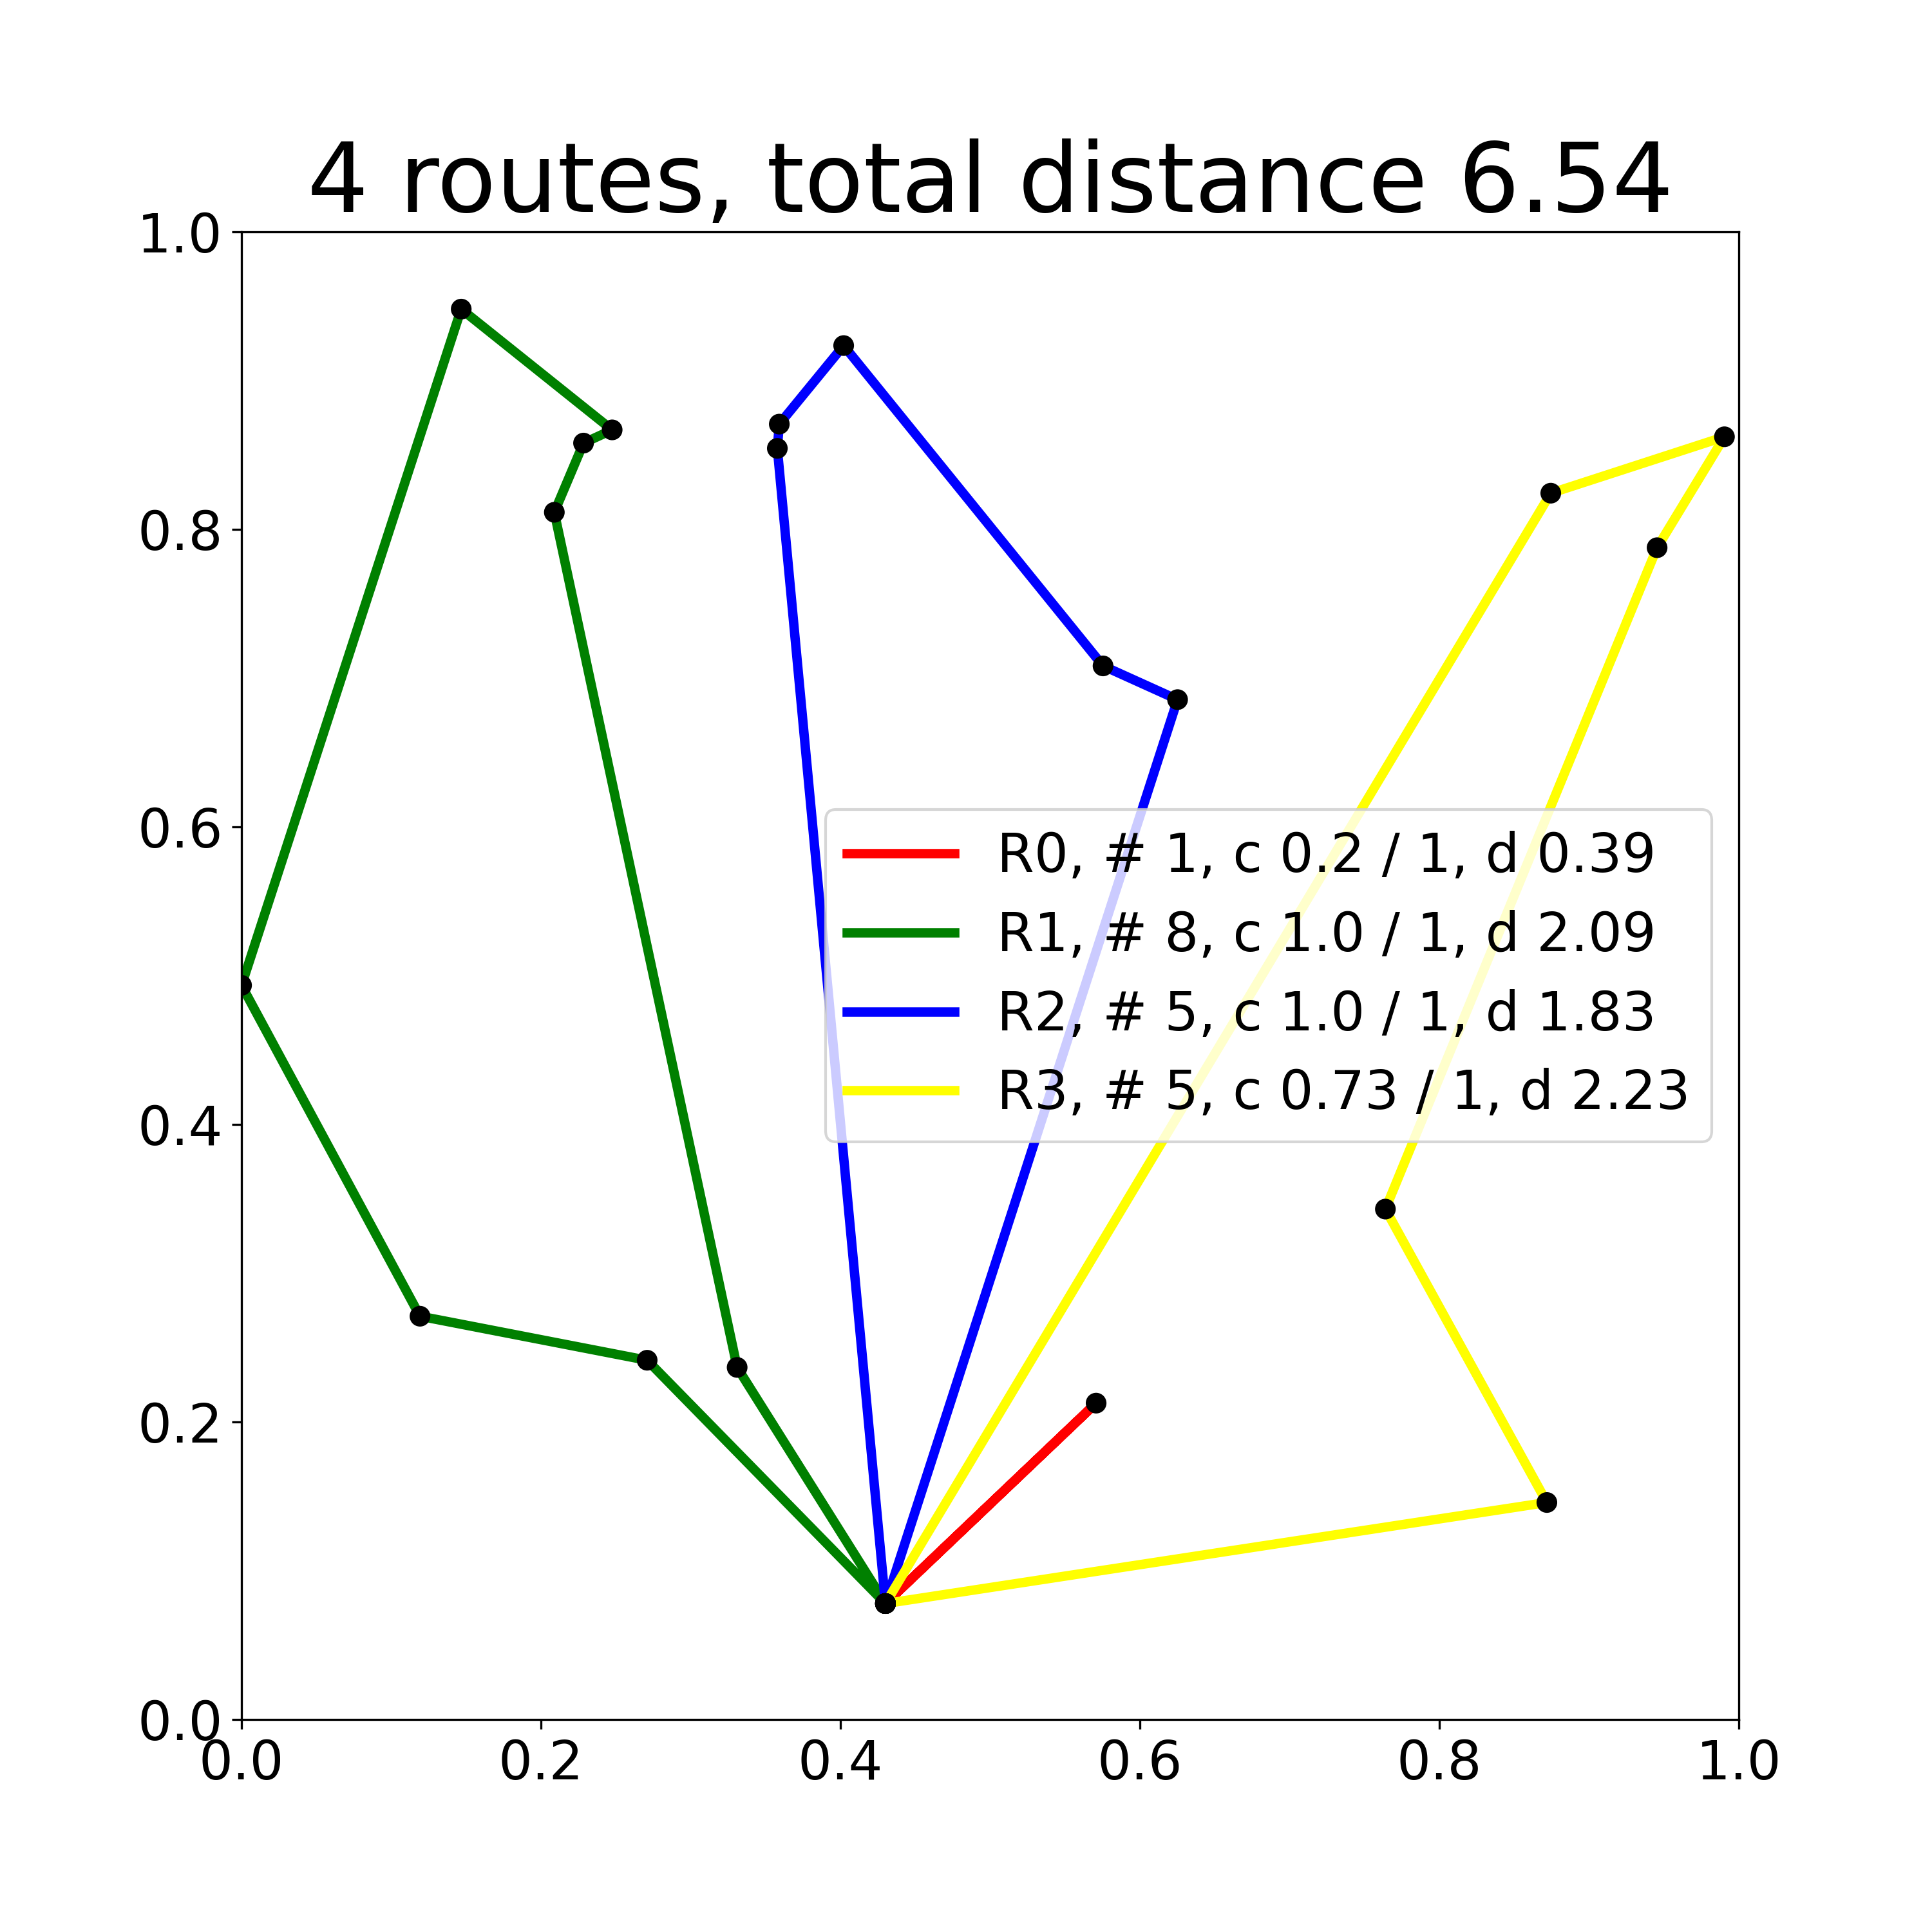 4 routes, total distance 6.54
1.0
0.8
0.6
0.4
0.2
0.0
R0, # 1, c 0.2 / 1, d 0.39
R1, # 8, c 1.0 / 1, d 2.09
R2, # 5, c 1.0 / 1, d 1.83
R3, # 5, c 0.73 / 1, d 2.23
0.0 0.2 0.4 0.6 0.8 1.0